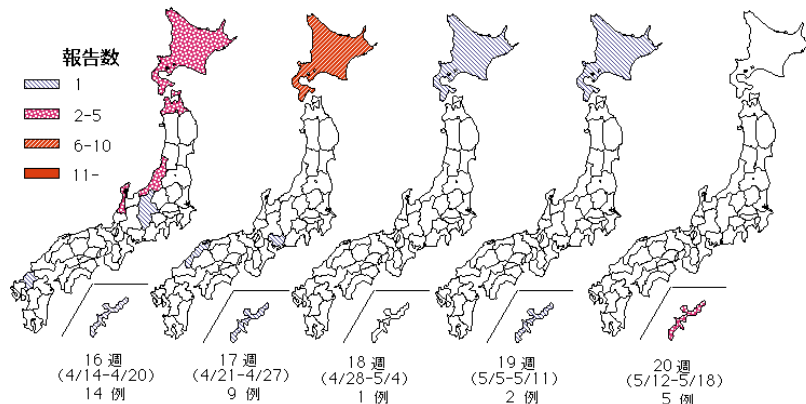 報告数
1
2-5
6-10
11-
16 週
(4/14-4/20)
14 例
17 週
(4/21-4/27)
9 例
18 週
(4/28-5/4)
1 例
19 週
(5/5-5/11)
2 例
20 週
(5/12-5/18)
5 例